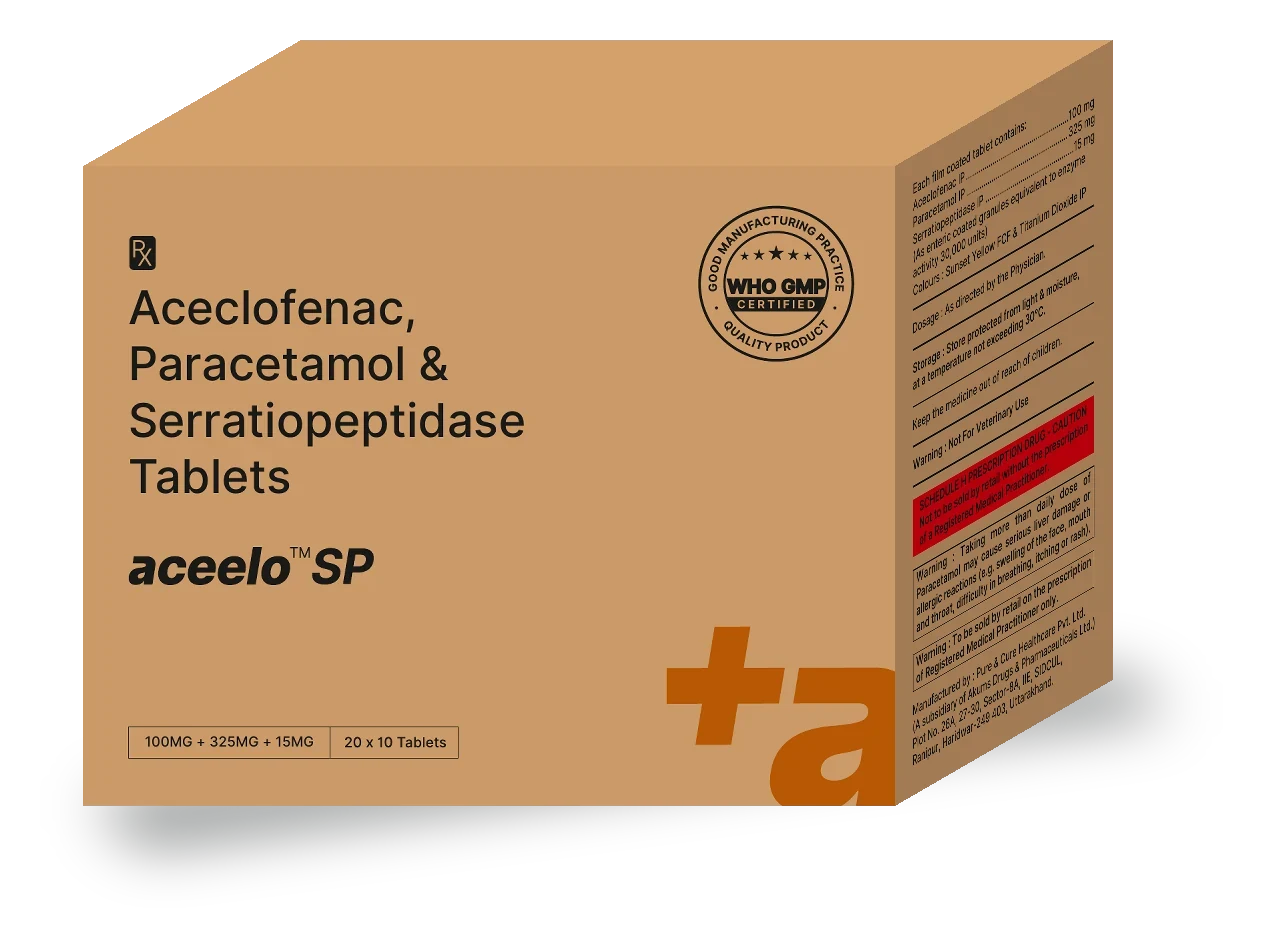 Rx
Aceclofenac,
Paracetamol &
Serratiopeptidase
Tablets
aceelo™SP
100MG + 325MG + 15MG
20 x 10 Tablets
GOOD MANUFACTURING PRACTICE
WHO GMP
CERTIFIED
QUALITY PRODUCT
+a
Each film coated tablet contains:
Aceclofenac IP.......................................100 mg
Paracetamol IP.......................................325 mg
Serratiopeptidase IP.......................................15 mg
(As enteric coated granules equivalent to enzyme
activity 30,000 units)
Colours : Sunset Yellow FCF & Titanium Dioxide IP
Dosage : As directed by the Physician.
Storage : Store protected from light & moisture,
at a temperature not exceeding 30°C.
Keep the medicine out of reach of children.
Warning : Not For Veterinary Use
SCHEDULE H PRESCRIPTION DRUG - CAUTION
Not to be sold by retail without the prescription
of a Registered Medical Practitioner.
Warning : Taking more than daily dose of
Paracetamol may cause serious liver damage or
allergic reactions (e.g. swelling of the face, mouth
and throat, difficulty in breathing, itching or rash).
Warning : To be sold by retail on the prescription
of Registered Medical Practitioner only.
Manufactured by : Pure & Cure Healthcare Pvt. Ltd.
(A subsidiary of Akums Drugs & Pharmaceuticals Ltd.)
Plot No. 26A, 27-30, Sector-8A, IIE, SIDCUL,
Ranipur, Haridwar-249 403, Uttarakhand.